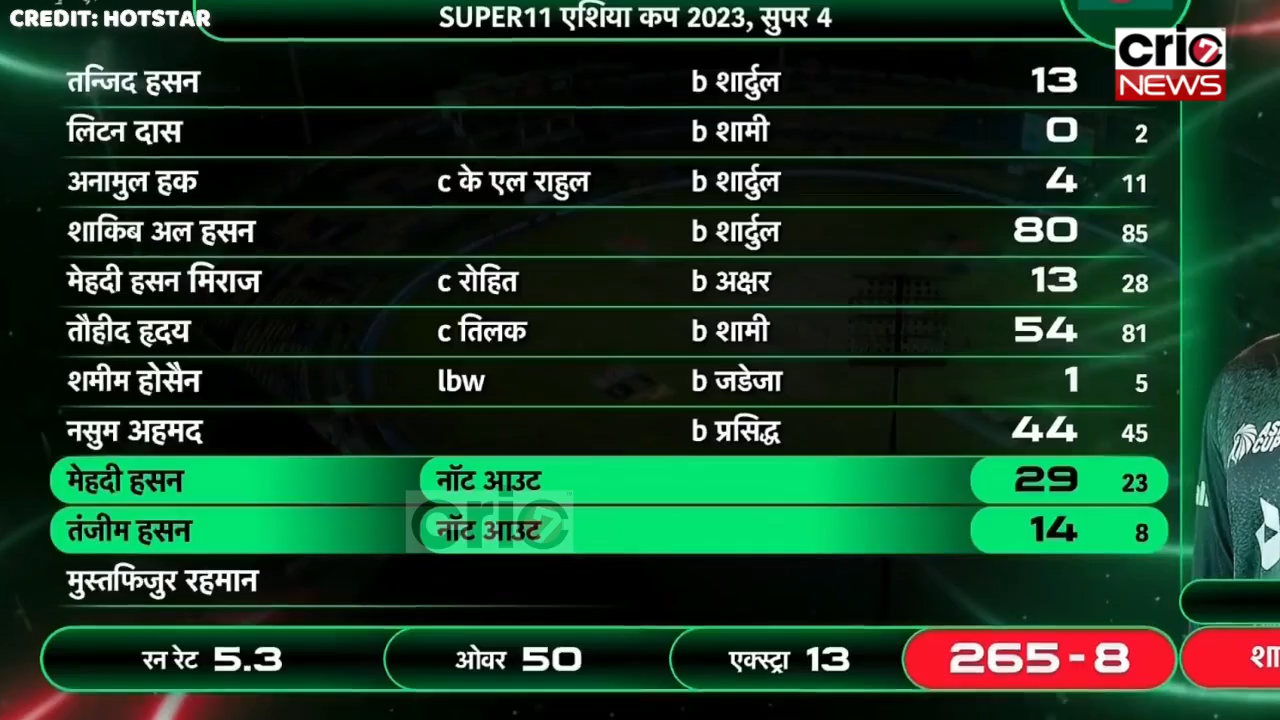 CREDIT: HOTSTAR
SUPER11 एशिया कप 2023, सुपर 4
cric7
NEWS
तन्जिद हसन b शार्दुल 13
लिटन दास b शामी 0 2
अनामुल हक c के एल राहुल b शार्दुल 4 11
शाकिब अल हसन b शार्दुल 80 85
मेहदी हसन मिराज c रोहित b अक्षर 13 28
तौहीद हृदय c तिलक b शामी 54 81
शमीम होसैन lbw b जडेजा 1 5
नसुम अहमद b प्रसिद्ध 44 45
मेहदी हसन नॉट आउट 29 23
तंजीम हसन नॉट आउट 14 8
cric
मुस्तफिजुर रहमान
रन रेट 5.3 ओवर 50 एक्स्ट्रा 13 265-8